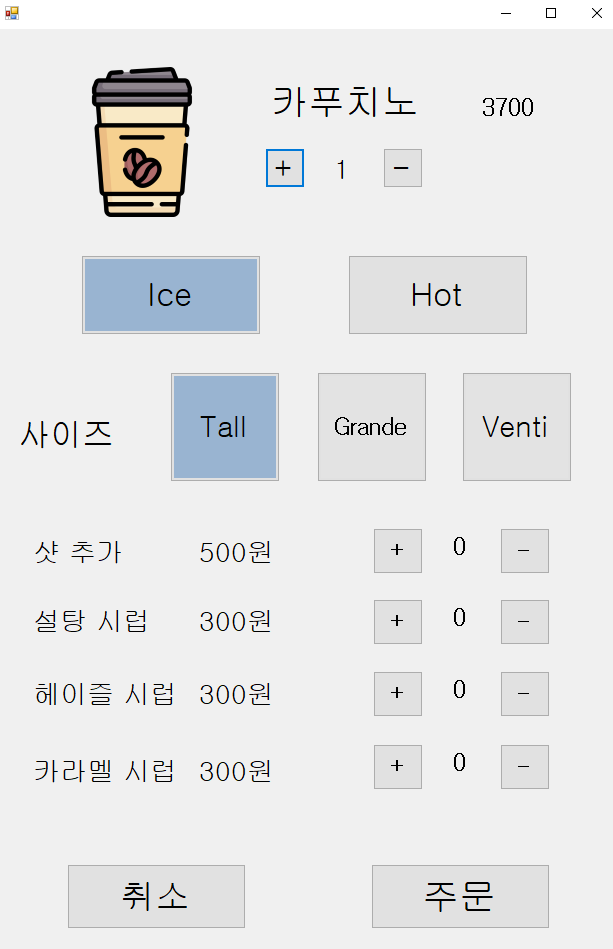 카푸치노 3700
+ 1 −
Ice Hot
사이즈 Tall Grande Venti
샷 추가 500원 + 0 -
설탕 시럽 300원 + 0 -
헤이즐 시럽 300원 + 0 -
카라멜 시럽 300원 + 0 -
취소 주문